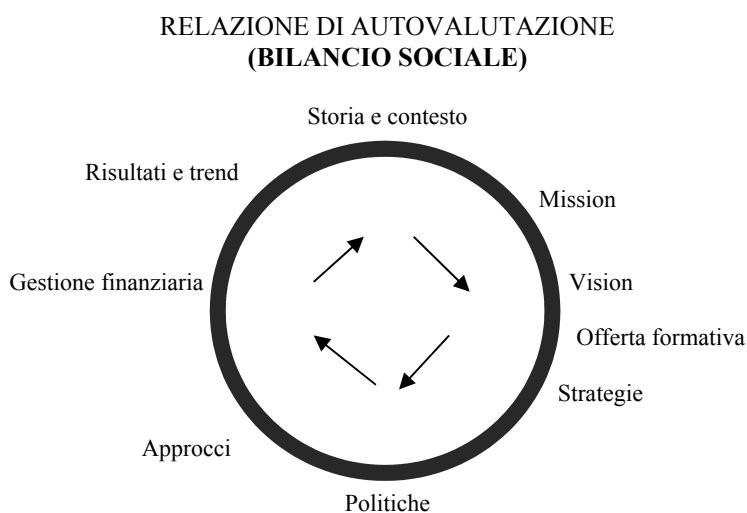 RELAZIONE DI AUTOVALUTAZIONE
(BILANCIO SOCIALE)
Storia e contesto
Risultati e trend
Mission
Gestione finanziaria
Vision
Offerta formativa
Strategie
Approcci
Politiche